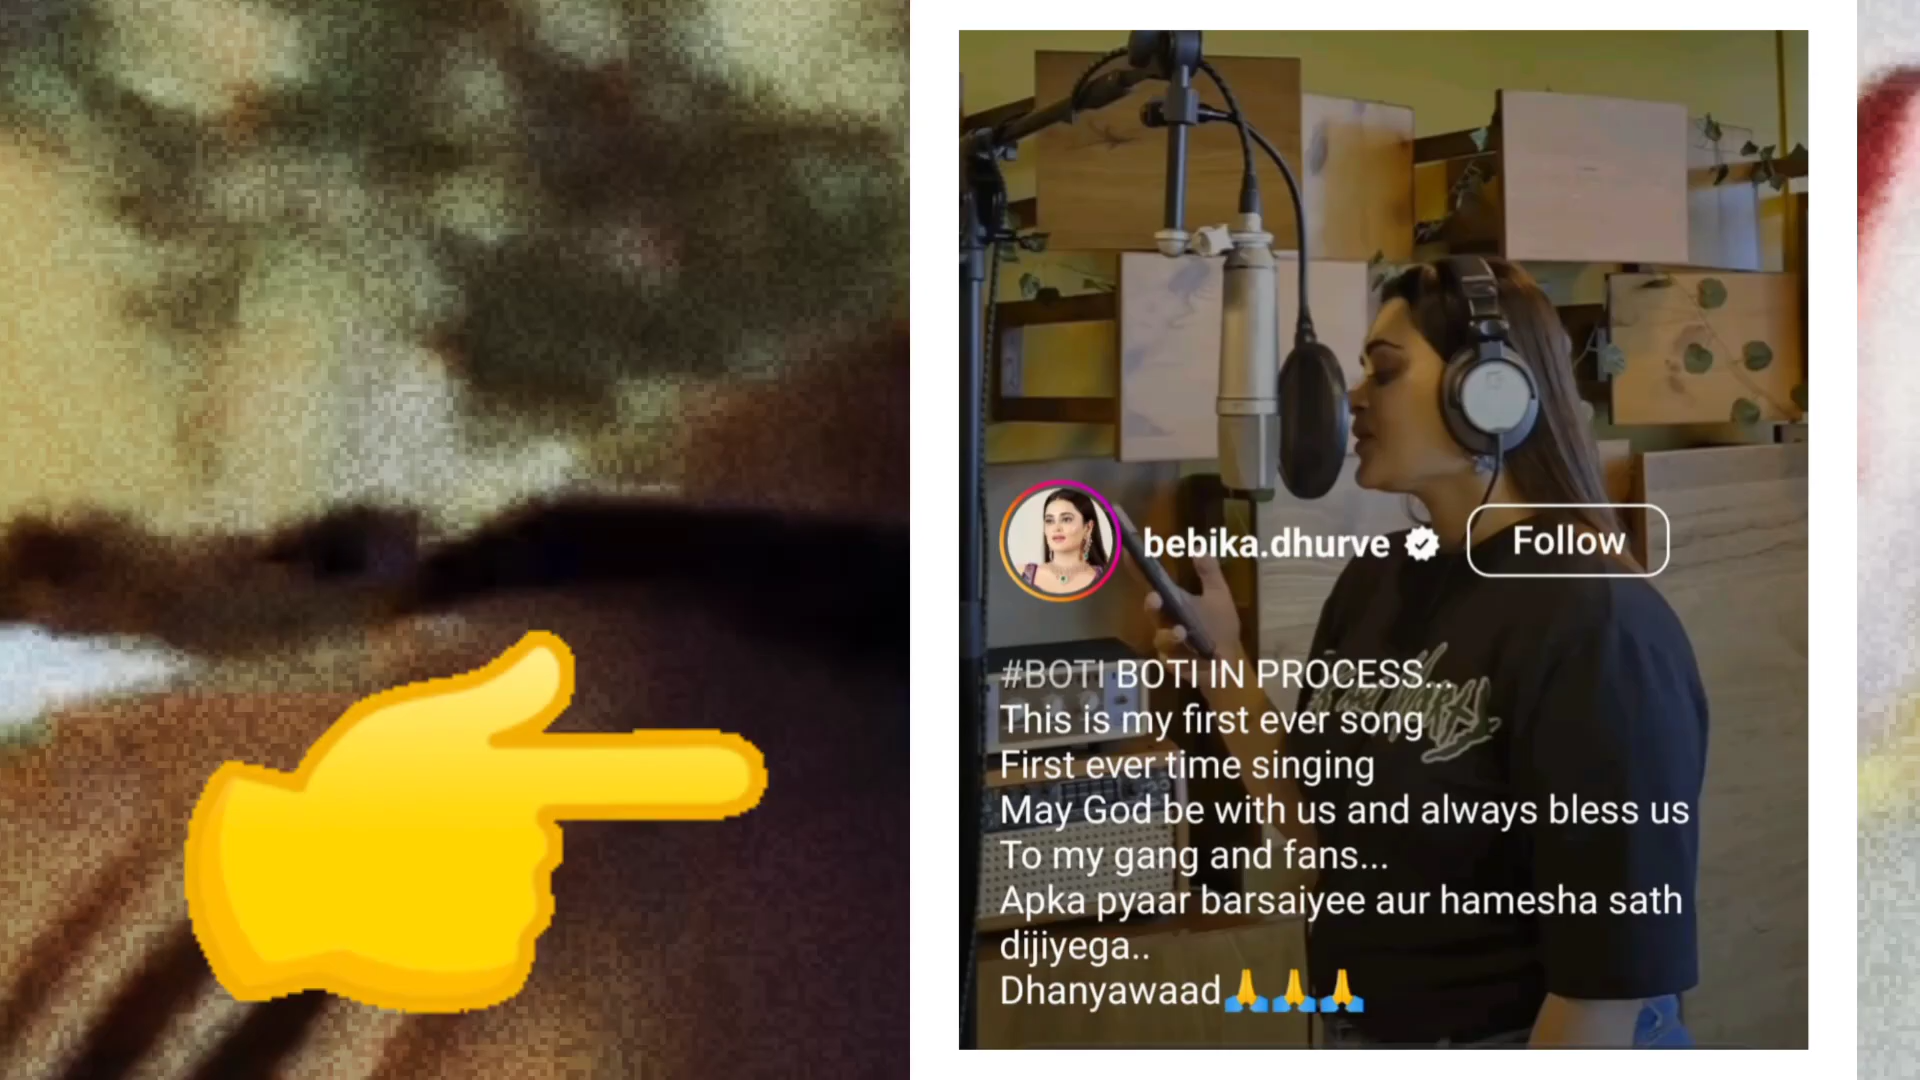 bebika.dhurve
Follow
#BOTI BOTI IN PROCESS...
This is my first ever song
First ever time singing
May God be with us and always bless us
To my gang and fans...
Apka pyaar barsaiyee aur hamesha sath
dijiyega..
Dhanyawaad🙏🙏🙏